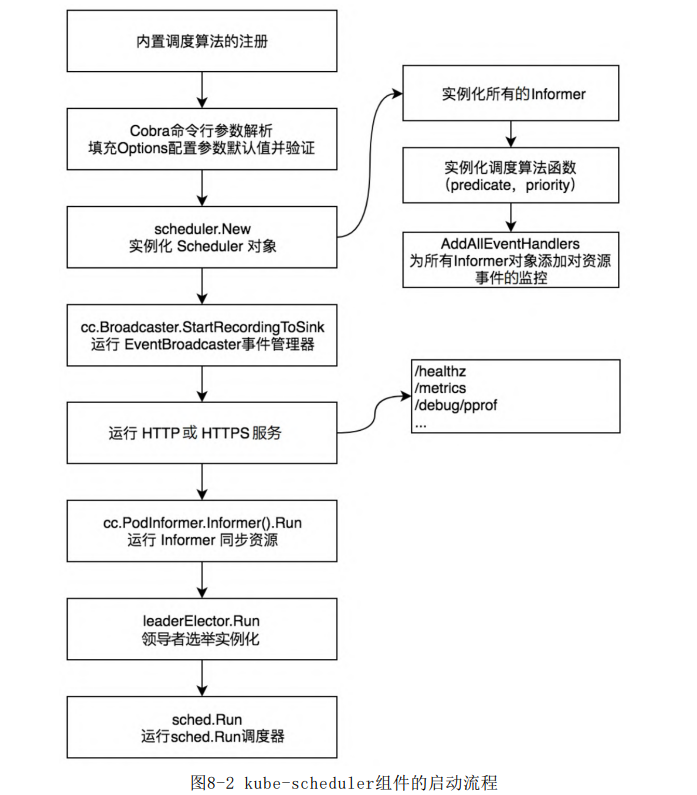 内置调度算法的注册
Cobra命令行参数解析
填充Options配置参数默认值并验证
scheduler.New
实例化 Scheduler 对象
实例化所有的Informer
实例化调度算法函数
（predicate，priority）
AddAllEventHandlers
为所有Informer对象添加对资源
事件的监控
cc.Broadcaster.StartRecordingToSink
运行 EventBroadcaster事件管理器
运行 HTTP 或 HTTPS 服务
/healthz
/metrics
/debug/pprof
...
cc.PodInformer.Informer().Run
运行 Informer 同步资源
leaderElector.Run
领导者选举实例化
sched.Run
运行sched.Run调度器
图8-2 kube-scheduler组件的启动流程